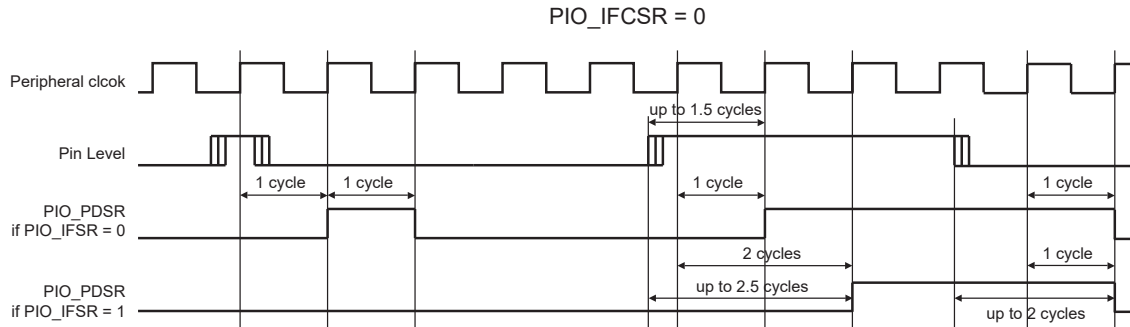 PIO_IFCSR = 0
Peripheral clcok
up to 1.5 cycles
Pin Level
1 cycle 1 cycle 1 cycle 1 cycle
PIO_PDSR
if PIO_IFSR = 0
2 cycles 1 cycle
PIO_PDSR
if PIO_IFSR = 1
up to 2.5 cycles up to 2 cycles